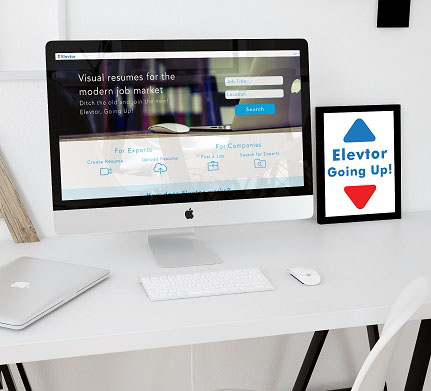 Elevtor
Visual resumes for the
modern job market
Ditch the old and join the new!
Elevtor, Going Up!
Job Title
Location
Search
For Experts
For Companies
Create Resume
Upload Resume
Post a Job
Search for Experts
Elevtor
Going Up!